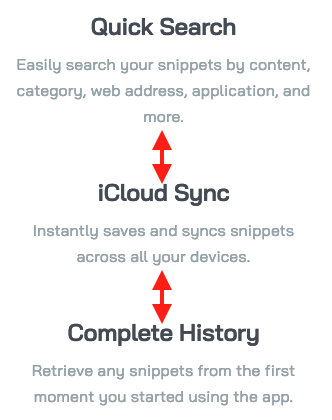 Quick Search
Easily search your snippets by content,
category, web address, application, and
more.
iCloud Sync
Instantly saves and syncs snippets
across all your devices.
Complete History
Retrieve any snippets from the first
moment you started using the app.